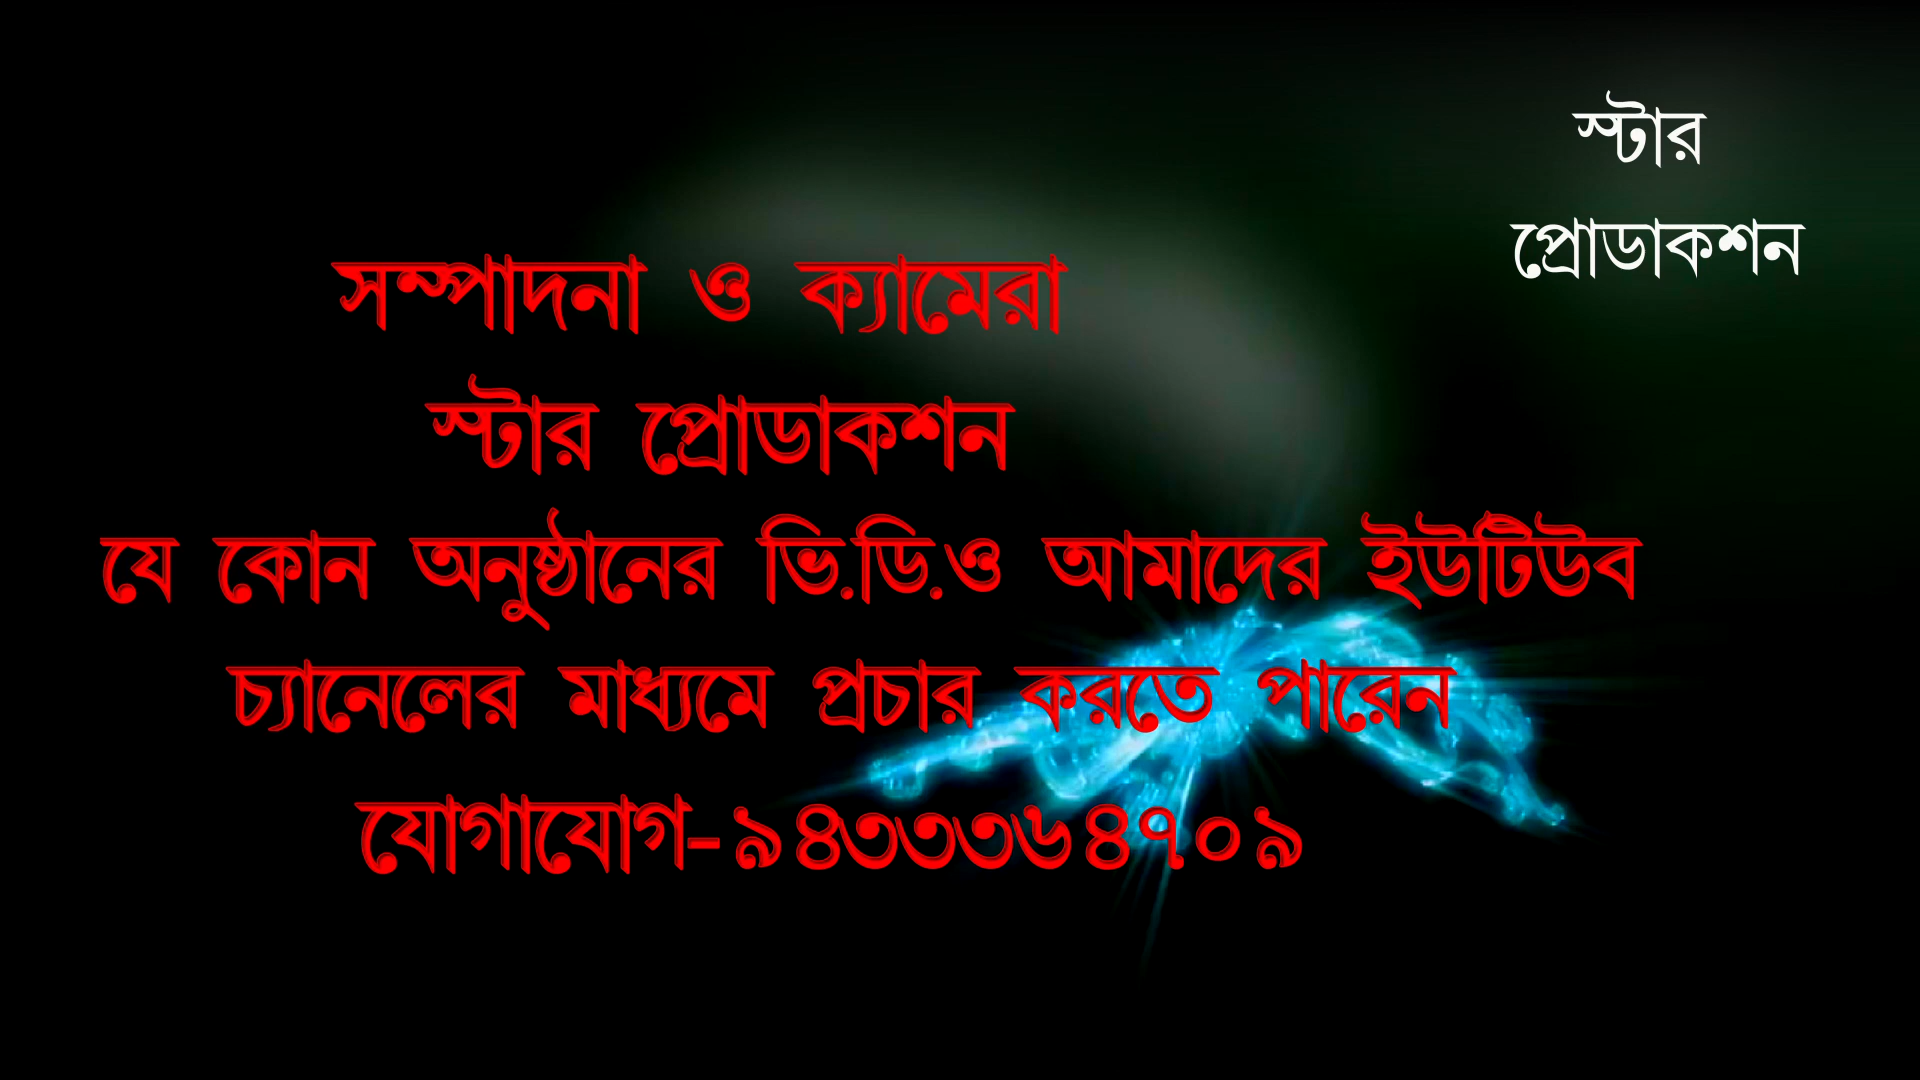 স্টার
প্রোডাকশন
সম্পাদনা ও ক্যামেরা
স্টার প্রোডাকশন
যে কোন অনুষ্ঠানের ভি.ডি.ও আমাদের ইউটিউব
চ্যানেলের মাধ্যমে প্রচার করতে পারেন
যোগাযোগ-৯৪৩৩৩৬৪৭০৯